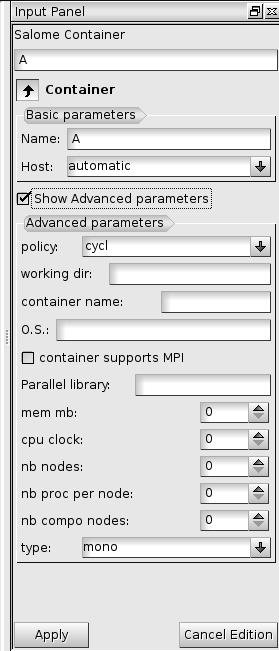 Input Panel
Salome Container
A
Container
Basic parameters
Name: A
Host: automatic
Show Advanced parameters
Advanced parameters
policy: cycl
working dir:
container name:
O.S.:
container supports MPI
Parallel library:
mem mb: 0
cpu clock: 0
nb nodes: 0
nb proc per node: 0
nb compo nodes: 0
type: mono
Apply Cancel Edition